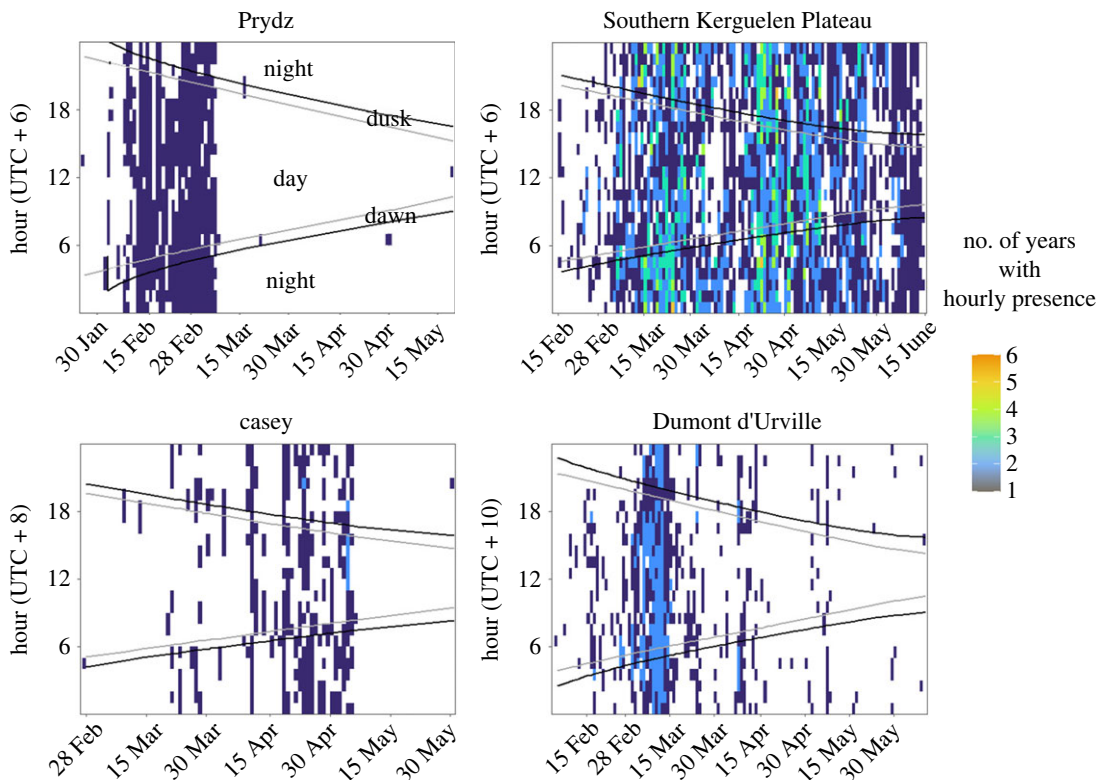 Prydz
Southern Kerguelen Plateau
hour (UTC + 6)
18
12
6
night
dusk
day
dawn
night
30 Jan
15 Feb
28 Feb
15 Mar
30 Mar
15 Apr
30 Apr
15 May
hour (UTC + 6)
18
12
6
15 Feb
28 Feb
15 Mar
30 Mar
15 Apr
30 Apr
15 May
30 May
15 June
no. of years
with
hourly presence
6
5
4
3
2
1
casey
Dumont d'Urville
hour (UTC + 8)
18
12
6
28 Feb
15 Mar
30 Mar
15 Apr
30 Apr
15 May
30 May
hour (UTC + 10)
18
12
6
15 Feb
28 Feb
15 Mar
30 Mar
15 Apr
30 Apr
15 May
30 May